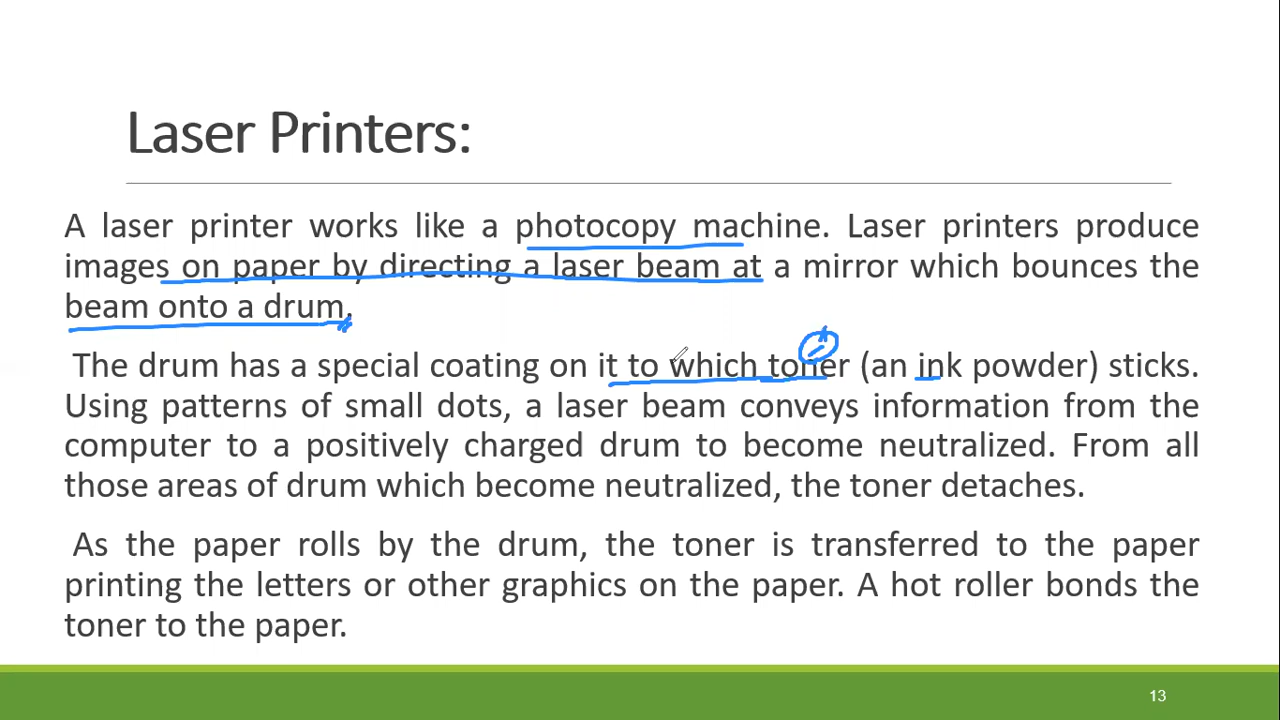 Laser Printers:
A laser printer works like a photocopy machine. Laser printers produce
images on paper by directing a laser beam at a mirror which bounces the
beam onto a drum.
The drum has a special coating on it to which toner (an ink powder) sticks.
Using patterns of small dots, a laser beam conveys information from the
computer to a positively charged drum to become neutralized. From all
those areas of drum which become neutralized, the toner detaches.
As the paper rolls by the drum, the toner is transferred to the paper
printing the letters or other graphics on the paper. A hot roller bonds the
toner to the paper.
13